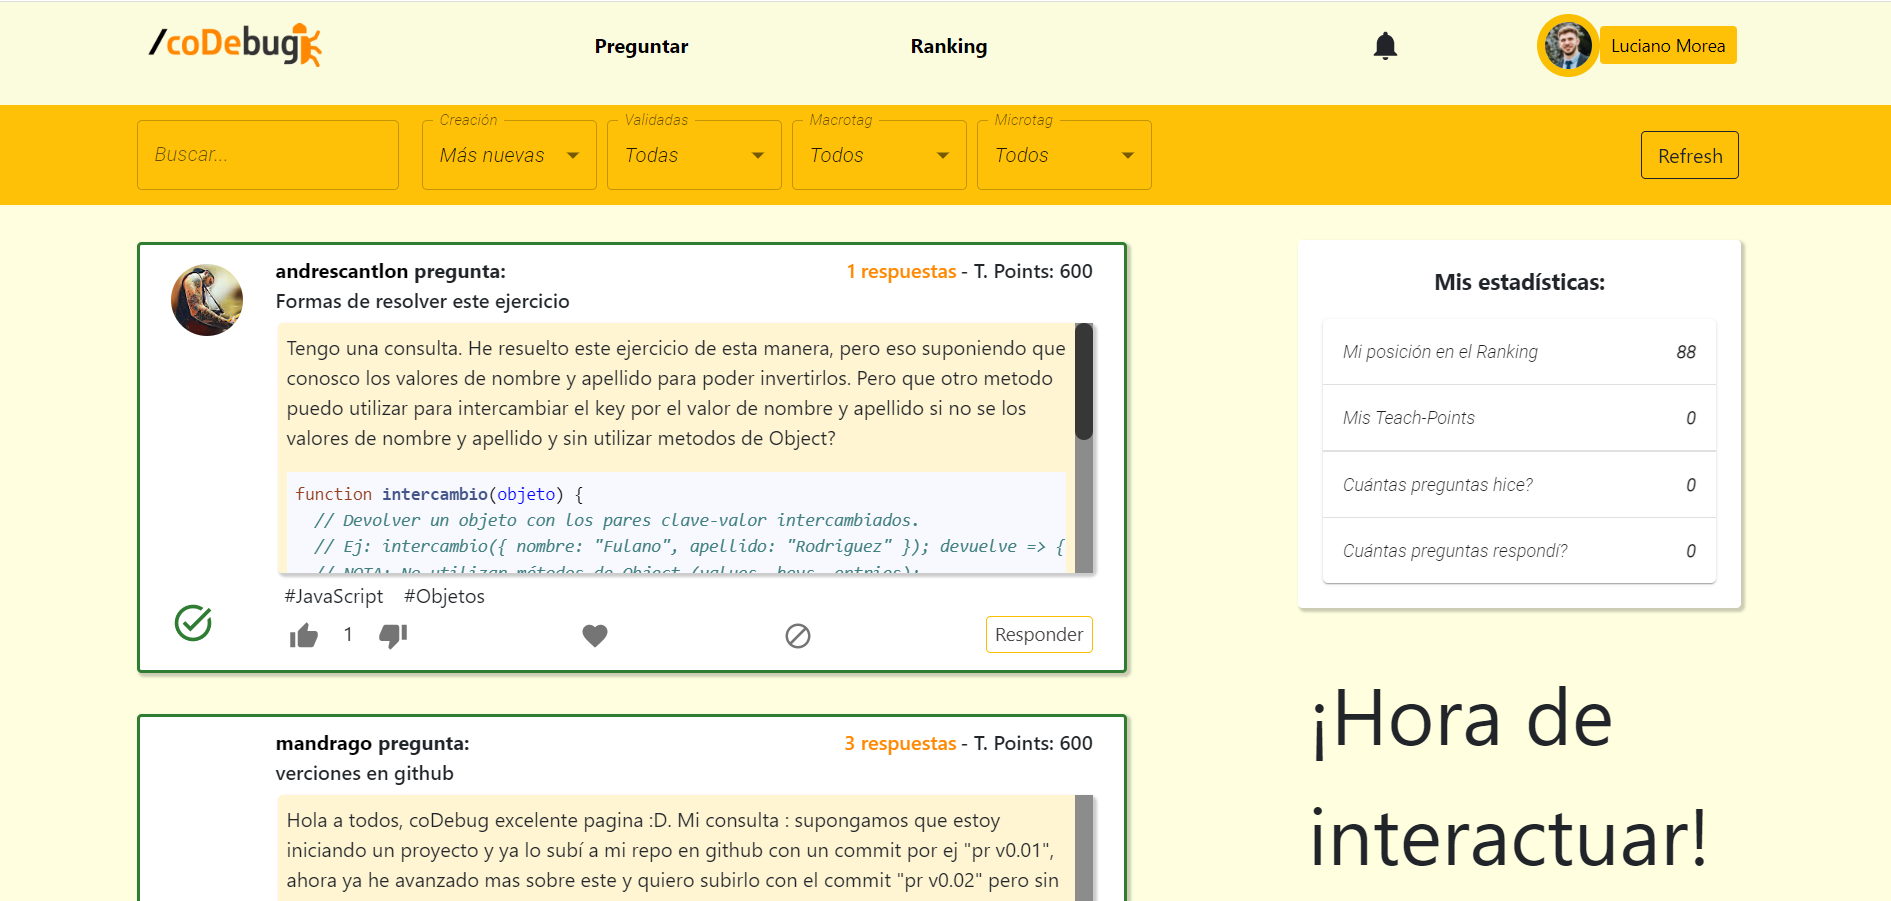 /coDebug
Preguntar
Ranking
Luciano Morea
Buscar...
Creación
Más nuevas
Validadas
Todas
Macrotag
Todos
Microtag
Todos
Refresh
andrescantlon pregunta:
1 respuestas - T. Points: 600
Formas de resolver este ejercicio
Tengo una consulta. He resuelto este ejercicio de esta manera, pero eso suponiendo que
conosco los valores de nombre y apellido para poder invertirlos. Pero que otro metodo
puedo utilizar para intercambiar el key por el valor de nombre y apellido si no se los
valores de nombre y apellido y sin utilizar metodos de Object?
function intercambio(objeto) {
// Devolver un objeto con los pares clave-valor intercambiados.
// Ej: intercambio({ nombre: "Fulano", apellido: "Rodriguez" }); devuelve => {
// NOTA: No utilizar métodos de Object (values, keys, entries);
#JavaScript #Objetos
1
Responder
mandrago pregunta:
3 respuestas - T. Points: 600
verciones en github
Hola a todos, coDebug excelente pagina :D. Mi consulta : supongamos que estoy
iniciando un proyecto y ya lo subí a mi repo en github con un commit por ej "pr v0.01",
ahora ya he avanzado mas sobre este y quiero subirlo con el commit "pr v0.02" pero sin
Mis estadísticas:
Mi posición en el Ranking 88
Mis Teach-Points 0
Cuántas preguntas hice? 0
Cuántas preguntas respondí? 0
¡Hora de
interactuar!